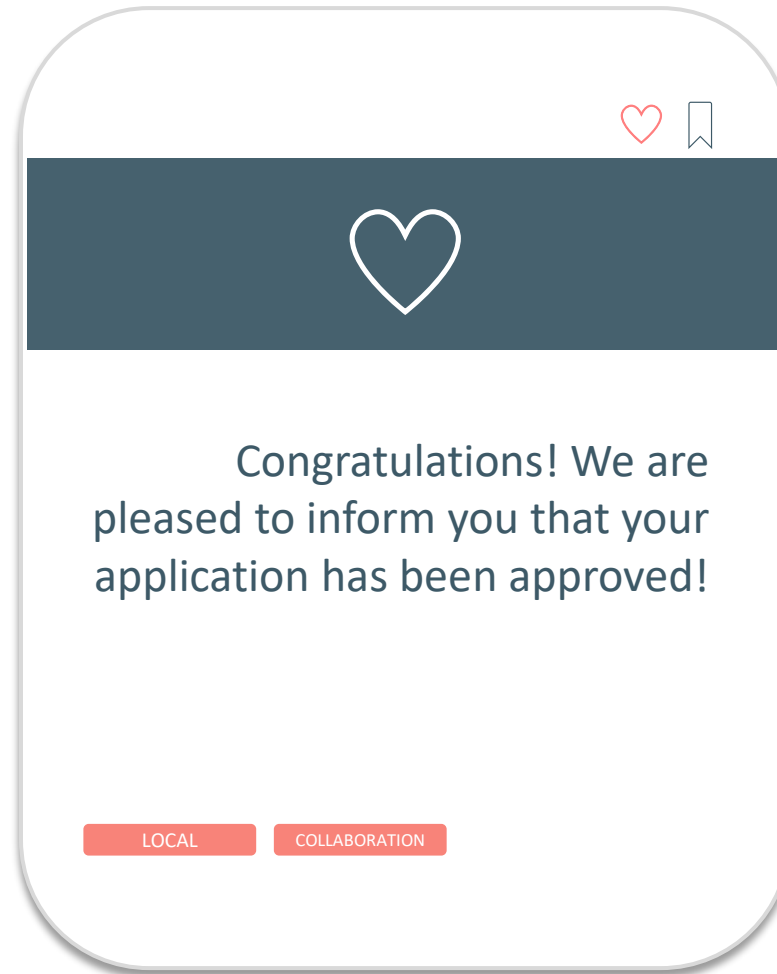 Congratulations! We are
pleased to inform you that your
application has been approved!
LOCAL
COLLABORATION